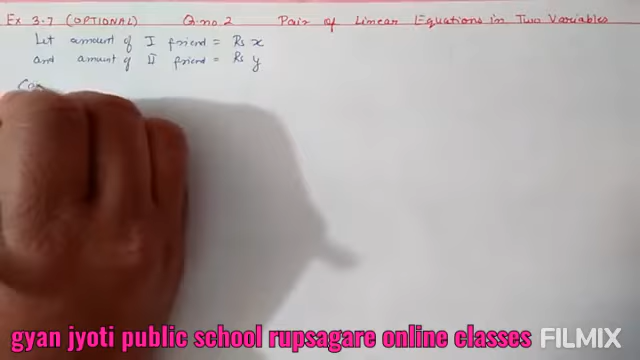 Ex 3.7 (OPTIONAL) Q.no.2 Pair of Linear Equations in Two Variables
Let amount of I friend = Rs x
and amount of II friend = Rs y
gyan jyoti public school rupsagare online classes
FILMIX